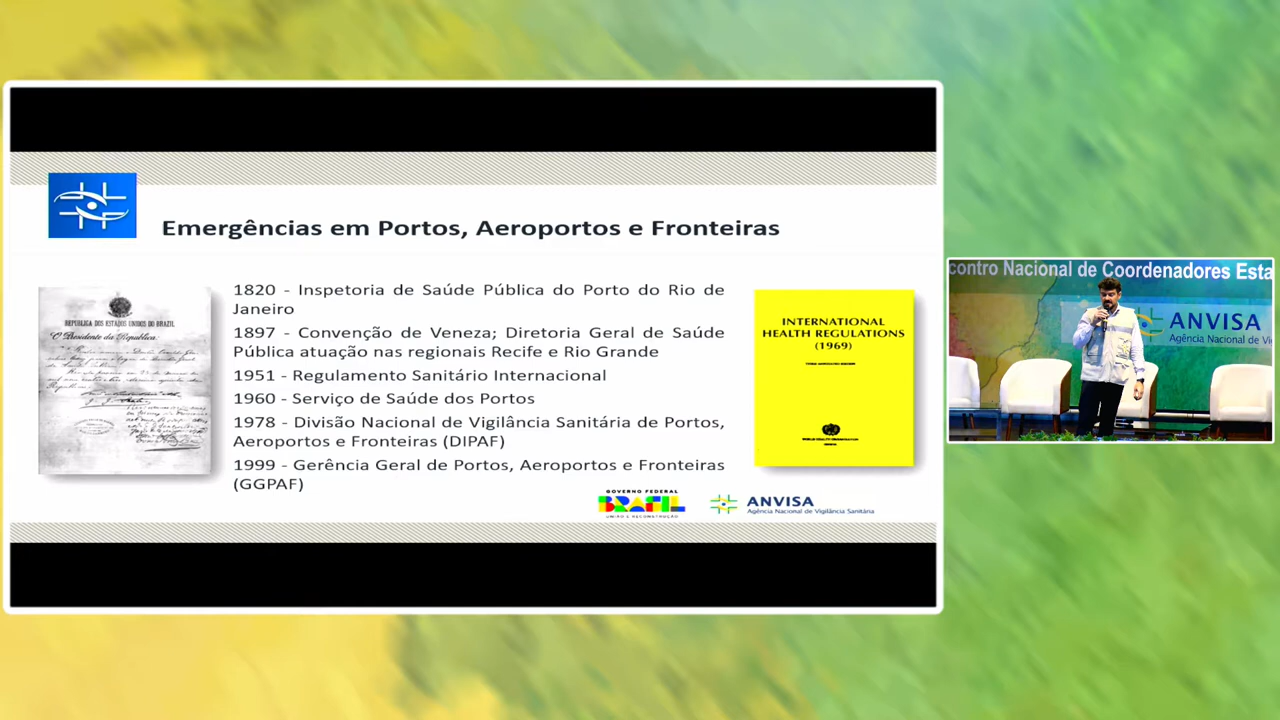 Emergências em Portos, Aeroportos e Fronteiras
REPUBLICA DOS ESTADOS UNIDOS DO BRAZIL
O Presidente da Republica
1820 - Inspetoria de Saúde Pública do Porto do Rio de
Janeiro
1897 - Convenção de Veneza; Diretoria Geral de Saúde
Pública atuação nas regionais Recife e Rio Grande
1951 - Regulamento Sanitário Internacional
1960 - Serviço de Saúde dos Portos
1978 - Divisão Nacional de Vigilância Sanitária de Portos,
Aeroportos e Fronteiras (DIPAF)
1999 - Gerência Geral de Portos, Aeroportos e Fronteiras
(GGPAF)
INTERNATIONAL
HEALTH REGULATIONS
(1969)
WORLD HEALTH ORGANIZATION
GOVERNO FEDERAL
BRASIL
UNIÃO E RECONSTRUÇÃO
ANVISA
Agência Nacional de Vigilância Sanitária
contro Nacional de Coordenadores Esta
ANVISA
Agência Nacional de Vi